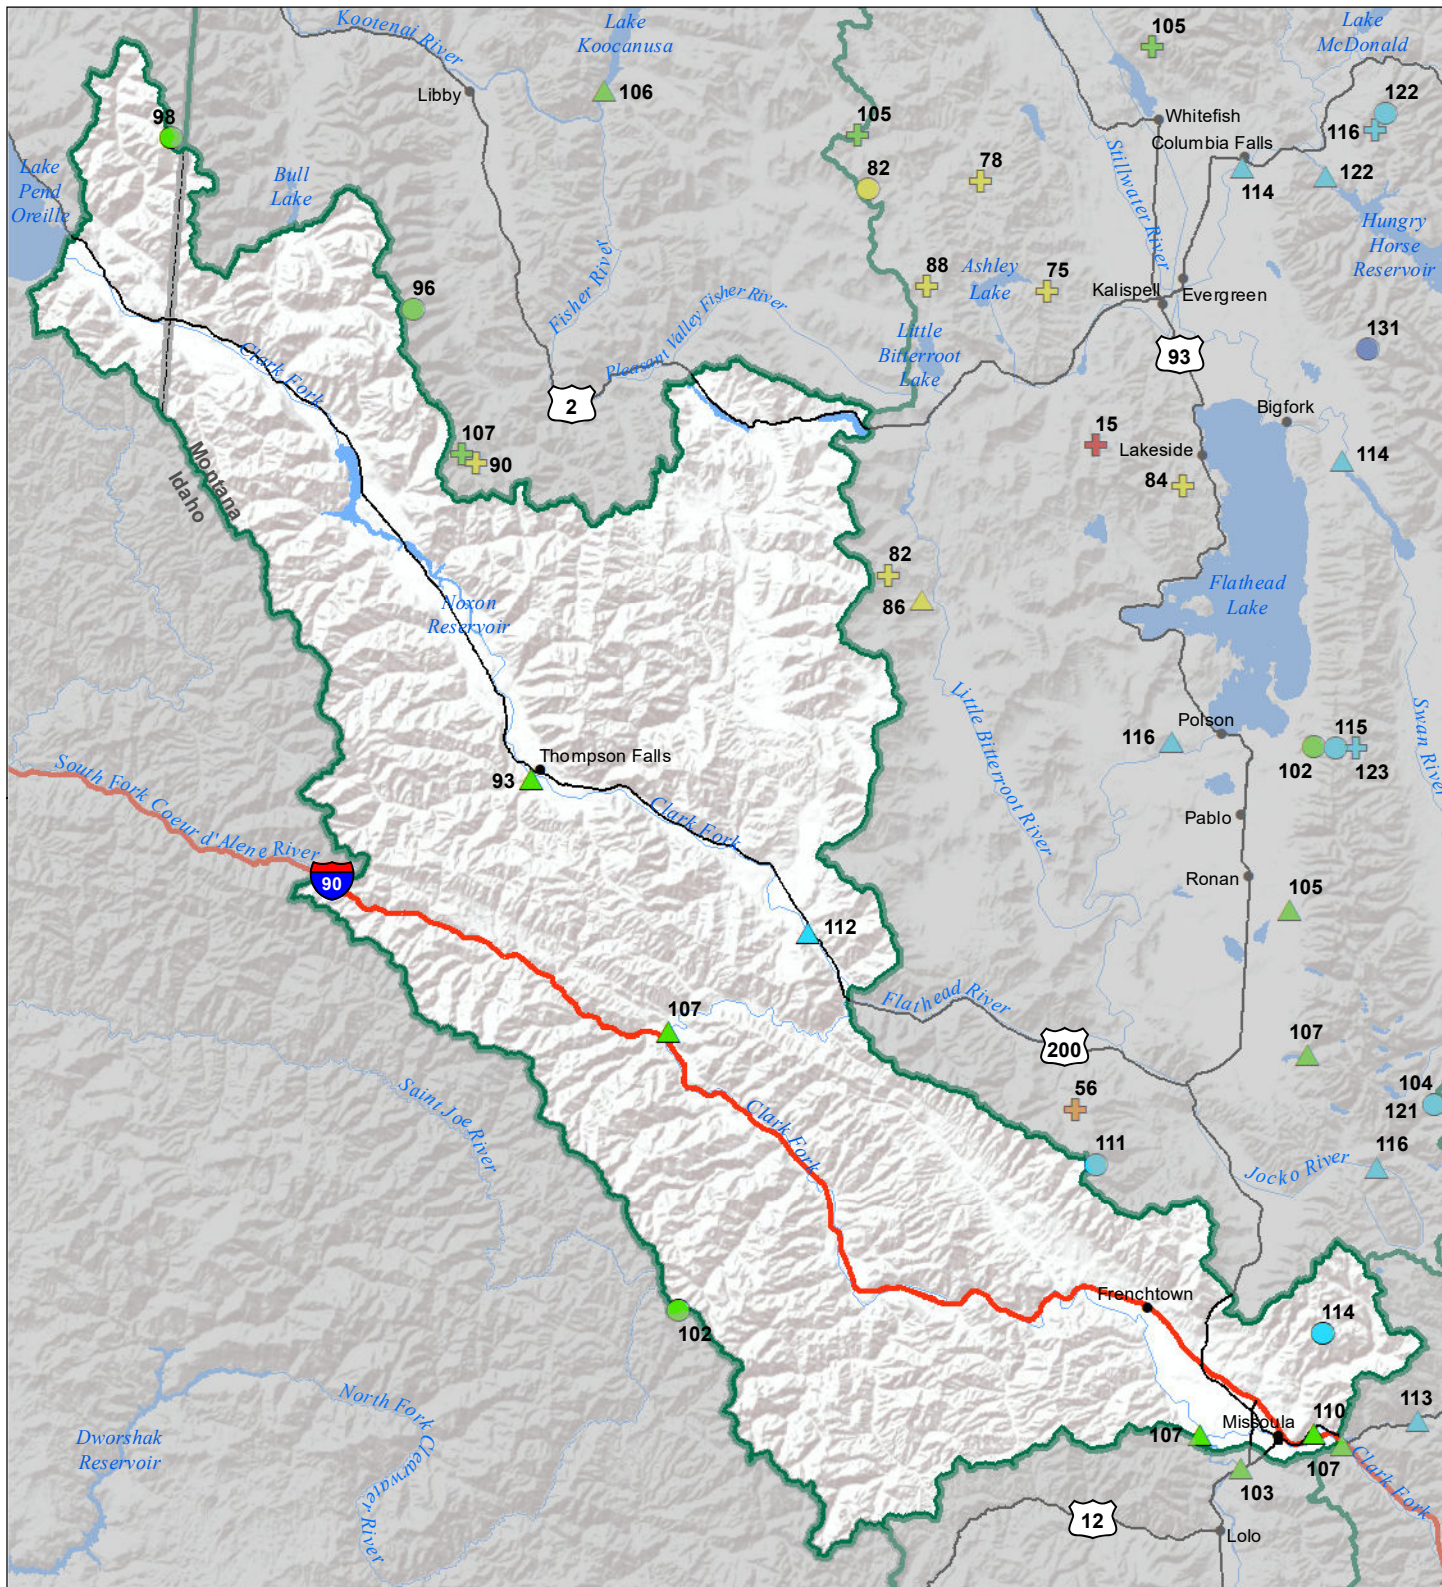 Kootenai River
Lake
Koocanusa
105
Lake
McDonald
Libby
106
122
98
105
Whitefish
116
Columbia Falls
Lake
Pend
Oreille
Bull
Lake
82
78
Stillwater River
114
122
Hungry
Horse
Reservoir
Fisher River
88
Ashley
Lake
75
Kalispell
Evergreen
96
Pleasant Valley Fisher River
Little
Bitterroot
Lake
93
131
Clark Fork
2
Bigfork
107
90
15
Lakeside
114
Montana
Idaho
84
82
86
Noxon
Reservoir
Flathead
Lake
Little Bitterroot River
Swan River
Polson
116
115
102
123
Thompson Falls
93
South Fork Coeur d'Alene River
Clark Fork
Pablo
90
Ronan
105
112
Flathead River
107
200
107
Saint Joe River
56
104
121
Clark Fork
111
Jocko River
116
Frenchtown
102
114
North Fork Clearwater River
Dworshak
Reservoir
Missoula
110
113
107
107
103
Clark Fork
12
Lolo